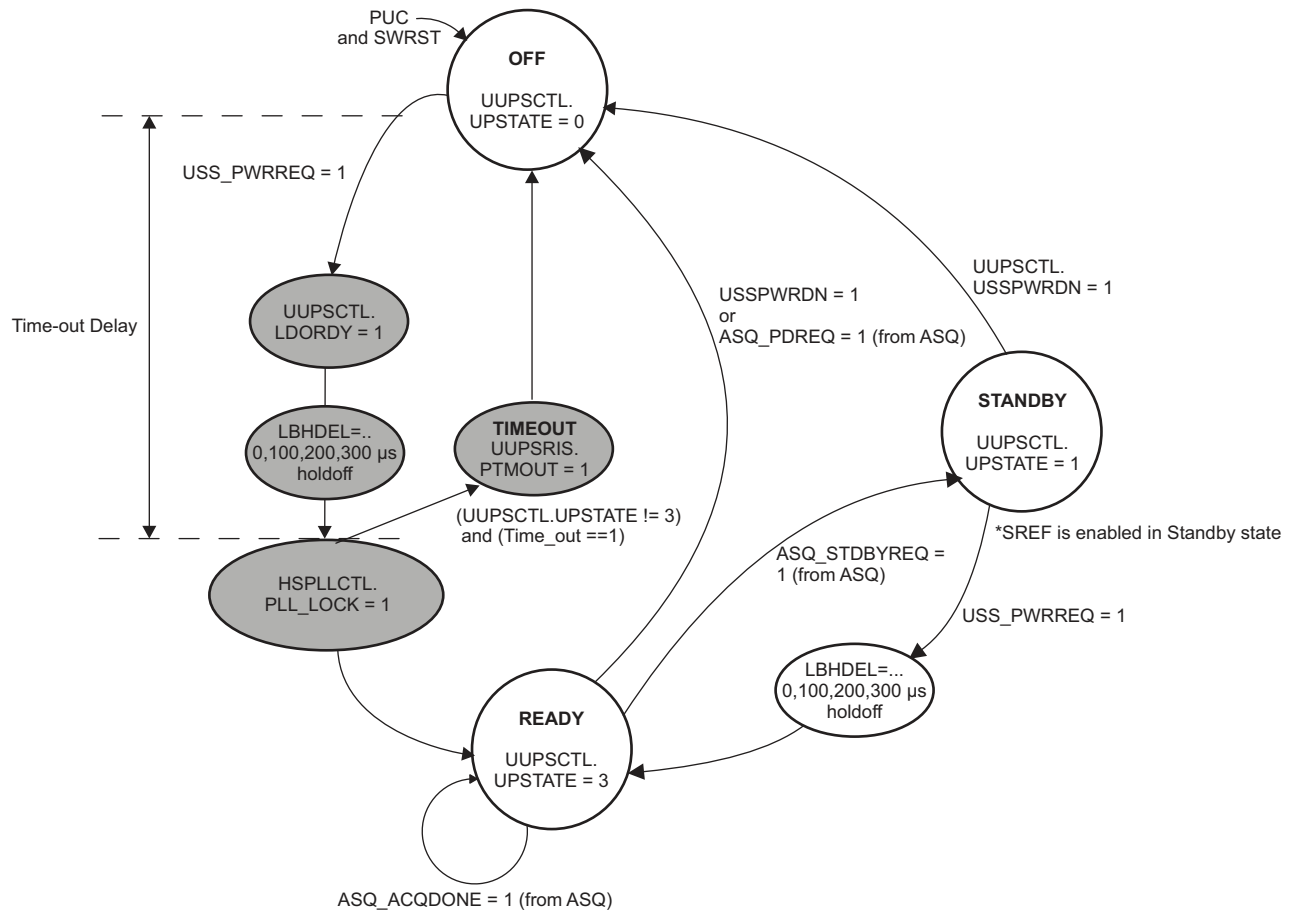 PUC
and SWRST
OFF
UUPSCTL.
UPSTATE = 0
USS_PWRREQ = 1
Time-out Delay
UUPSCTL.
LDORDY = 1
LBHDEL=..
0,100,200,300 µs
holdoff
TIMEOUT
UUPSRIS.
PTMOUT = 1
(UUPSCTL.UPSTATE != 3)
and (Time_out ==1)
HSPLLCTL.
PLL_LOCK = 1
USSPWRDN = 1
or
ASQ_PDREQ = 1 (from ASQ)
UUPSCTL.
USSPWRDN = 1
STANDBY
UUPSCTL.
UPSTATE = 1
*SREF is enabled in Standby state
ASQ_STDBYREQ =
1 (from ASQ)
USS_PWRREQ = 1
LBHDEL=...
0,100,200,300 µs
holdoff
READY
UUPSCTL.
UPSTATE = 3
ASQ_ACQDONE = 1 (from ASQ)